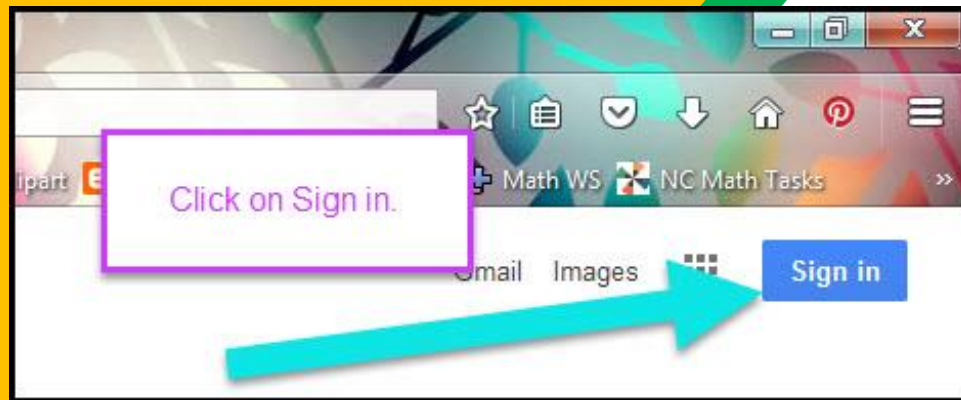 ipart
Math WS
NC Math Tasks
Click on Sign in.
Gmail
Images
Sign in